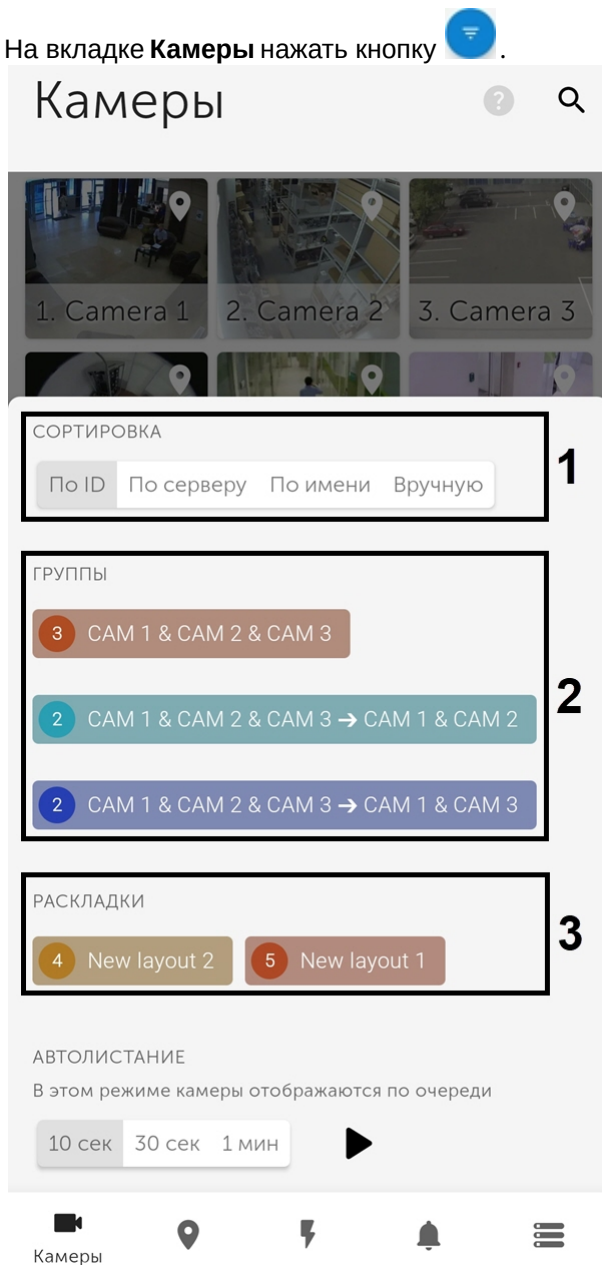 На вкладке Камеры нажать кнопку .
Камеры ?
1. Camera 1 2. Camera 2 3. Camera 3
СОРТИРОВКА
По ID По серверу По имени Вручную
1
ГРУППЫ
3 CAM 1 & CAM 2 & CAM 3
2 CAM 1 & CAM 2 & CAM 3 → CAM 1 & CAM 2
2
2 CAM 1 & CAM 2 & CAM 3 → CAM 1 & CAM 3
РАСКЛАДКИ
3
4 New layout 2 5 New layout 1
АВТОЛИСТАНИЕ
В этом режиме камеры отображаются по очереди
10 сек 30 сек 1 мин
Камеры